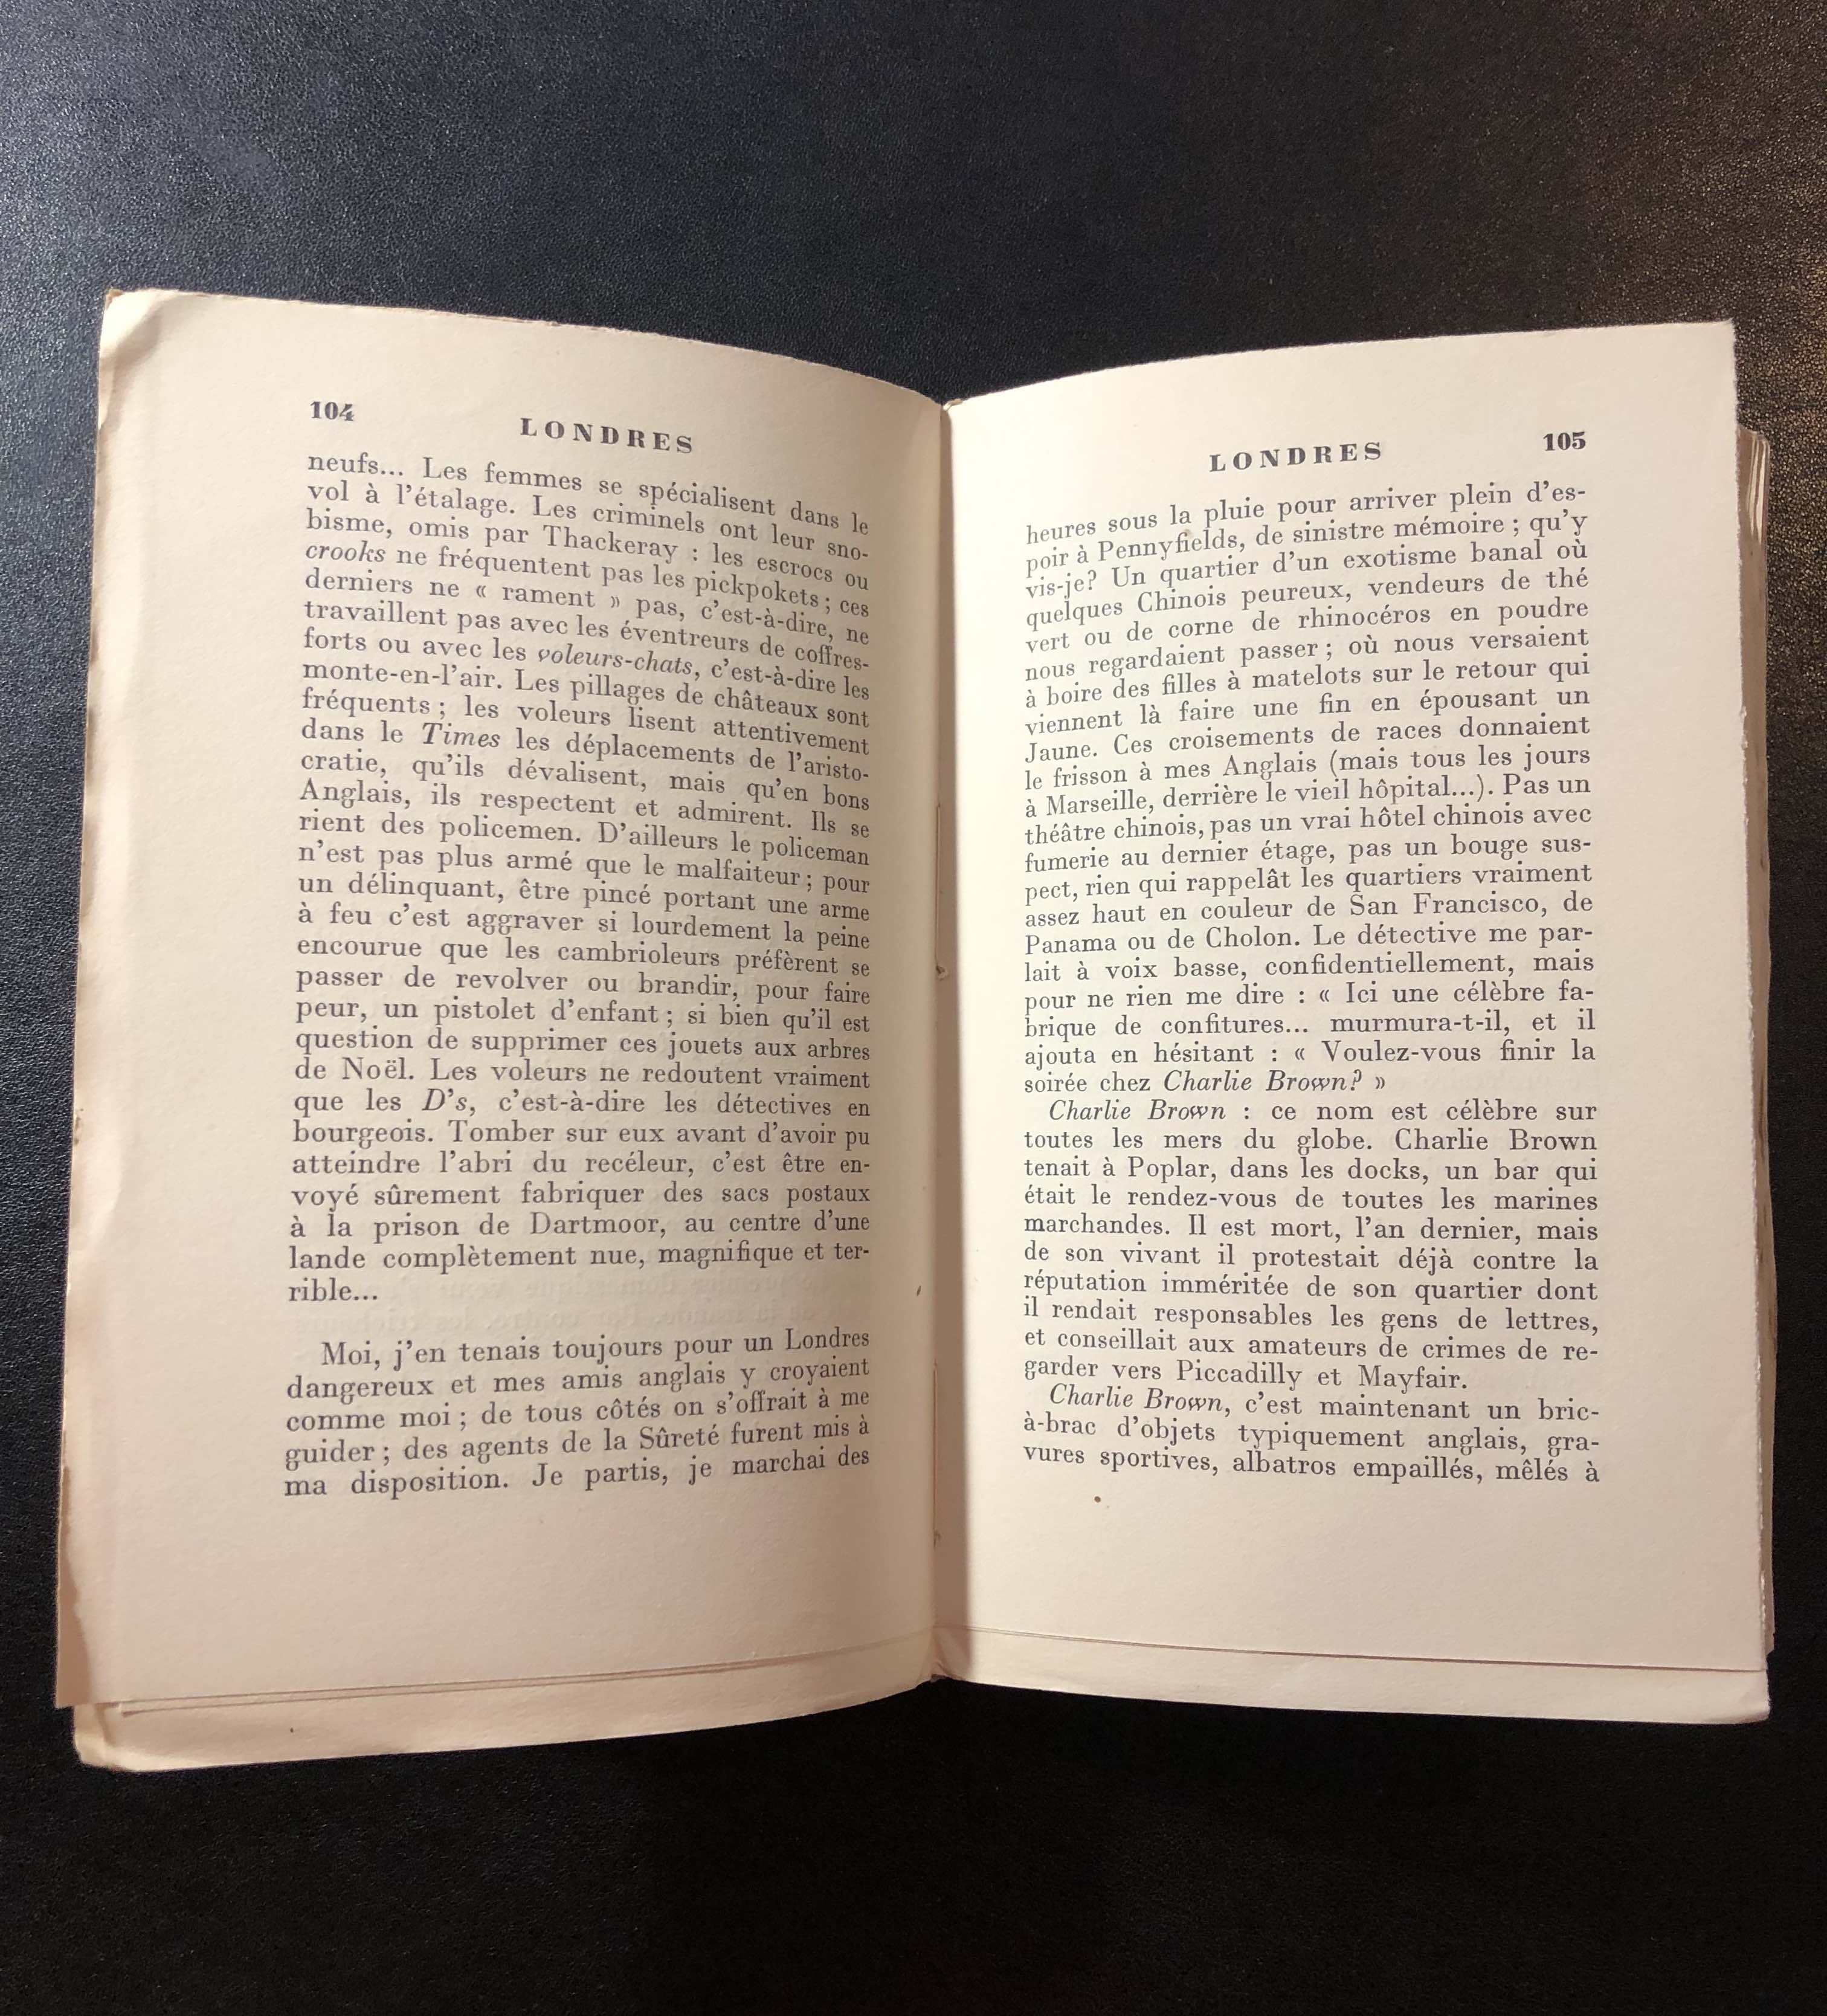 104
LONDRES
neufs... Les femmes se spécialisent dans le
vol à l'étalage. Les criminels ont leur sno-
bisme, omis par Thackeray : les escrocs ou
crooks ne fréquentent pas les pickpokets ; ces
derniers ne « rament » pas, c'est-à-dire, ne
travaillent pas avec les éventreurs de coffres-
forts ou avec les voleurs-chats, c'est-à-dire les
monte-en-l'air. Les pillages de châteaux sont
fréquents ; les voleurs lisent attentivement
dans le Times les déplacements de l'aristo-
cratie, qu'ils dévalisent, mais qu'en bons
Anglais, ils respectent et admirent. Ils se
rient des policemen. D'ailleurs le policeman
n'est pas plus armé que le malfaiteur ; pour
un délinquant, être pincé portant une arme
à feu c'est aggraver si lourdement la peine
encourue que les cambrioleurs préfèrent se
passer de revolver ou brandir, pour faire
peur, un pistolet d'enfant ; si bien qu'il est
question de supprimer ces jouets aux arbres
de Noël. Les voleurs ne redoutent vraiment
que les D's, c'est-à-dire les détectives en
bourgeois. Tomber sur eux avant d'avoir pu
atteindre l'abri du recéleur, c'est être en-
voyé sûrement fabriquer des sacs postaux
à la prison de Dartmoor, au centre d'une
lande complètement nue, magnifique et ter-
rible...
Moi, j'en tenais toujours pour un Londres
dangereux et mes amis anglais y croyaient
comme moi ; de tous côtés on s'offrait à me
guider ; des agents de la Sûreté furent mis à
ma disposition. Je partis, je marchai des
LONDRES
105
heures sous la pluie pour arriver plein d'es-
poir à Pennyfields, de sinistre mémoire ; qu'y
vis-je? Un quartier d'un exotisme banal où
quelques Chinois peureux, vendeurs de thé
vert ou de corne de rhinocéros en poudre
nous regardaient passer ; où nous versaient
à boire des filles à matelots sur le retour qui
viennent là faire une fin en épousant un
Jaune. Ces croisements de races donnaient
le frisson à mes Anglais (mais tous les jours
à Marseille, derrière le vieil hôpital...). Pas un
théâtre chinois, pas un vrai hôtel chinois avec
fumerie au dernier étage, pas un bouge sus-
pect, rien qui rappelât les quartiers vraiment
assez haut en couleur de San Francisco, de
Panama ou de Cholon. Le détective me par-
lait à voix basse, confidentiellement, mais
pour ne rien me dire : « Ici une célèbre fa-
brique de confitures... murmura-t-il, et il
ajouta en hésitant : « Voulez-vous finir la
soirée chez Charlie Brown? »
Charlie Brown : ce nom est célèbre sur
toutes les mers du globe. Charlie Brown
tenait à Poplar, dans les docks, un bar qui
était le rendez-vous de toutes les marines
marchandes. Il est mort, l'an dernier, mais
de son vivant il protestait déjà contre la
réputation imméritée de son quartier dont
il rendait responsables les gens de lettres,
et conseillait aux amateurs de crimes de re-
garder vers Piccadilly et Mayfair.
Charlie Brown, c'est maintenant un bric-
à-brac d'objets typiquement anglais, gra-
vures sportives, albatros empaillés, mêlés à